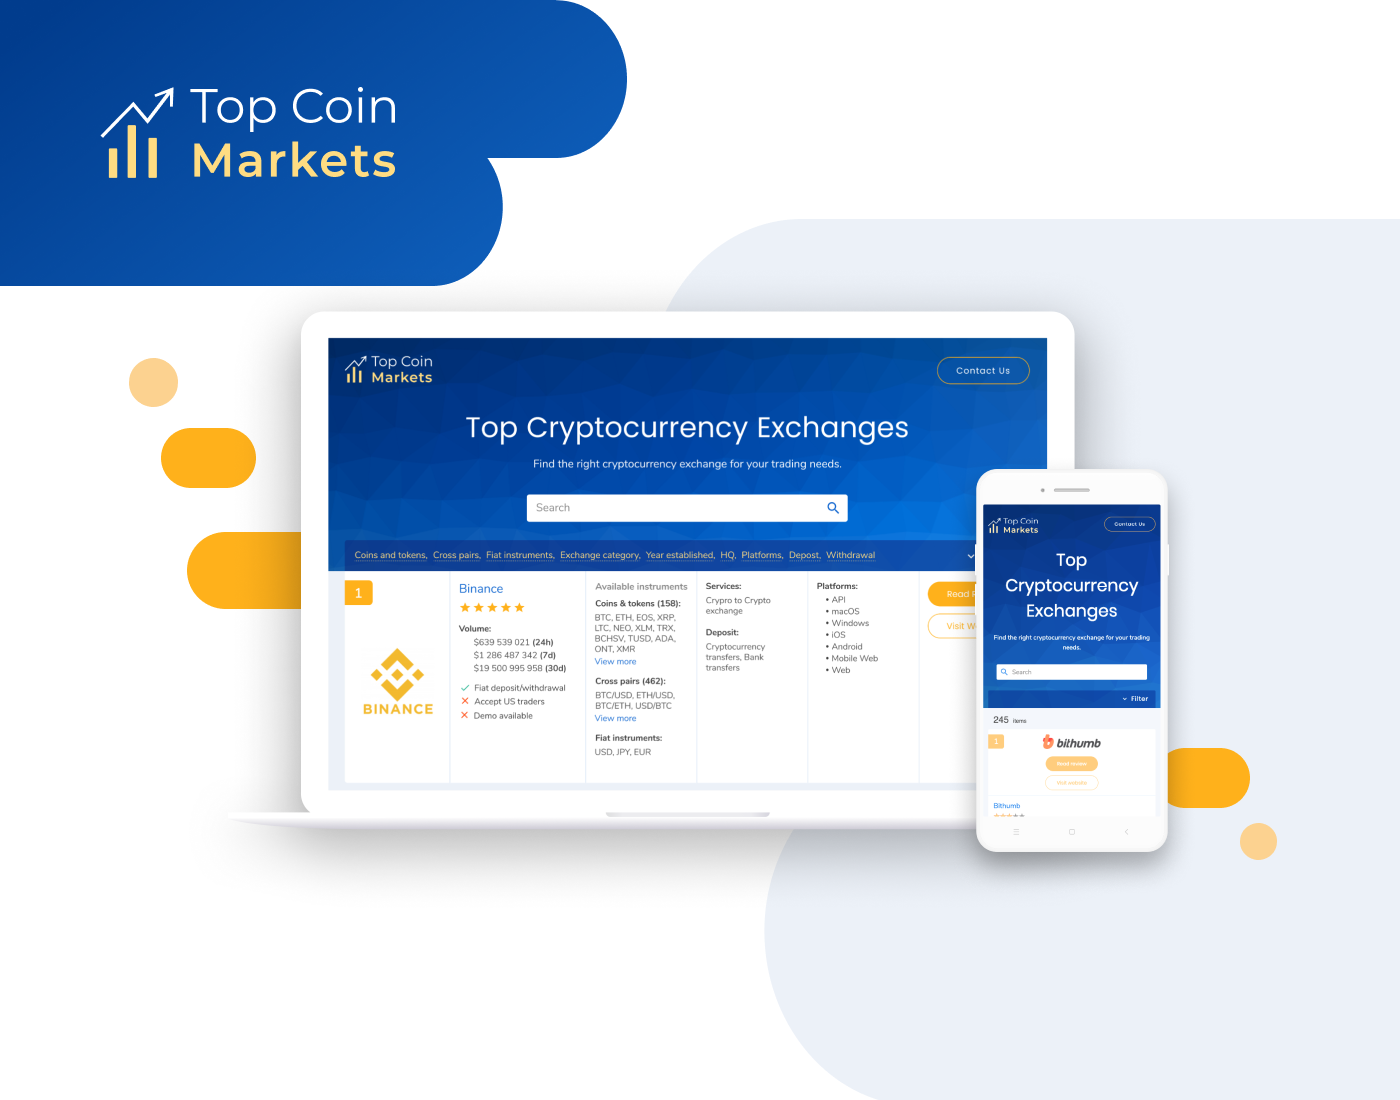 Top Coin
Markets
Top Coin
Markets
Contact Us
Top Cryptocurrency Exchanges
Find the right cryptocurrency exchange for your trading needs.
Search
Coins and tokens, Cross pairs, Fiat instruments, Exchange category, Year established, HQ, Platforms, Depost, Withdrawal
1
BINANCE
Binance
Volume:
$639 539 021 (24h)
$1 286 487 342 (7d)
$19 500 995 958 (30d)
Fiat deposit/withdrawal
Accept US traders
Demo available
Available instruments
Coins & tokens (158):
BTC, ETH, EOS, XRP,
LTC, NEO, XLM, TRX,
BCHSV, TUSD, ADA,
ONT, XMR
View more
Cross pairs (462):
BTC/USD, ETH/USD,
BTC/ETH, USD/BTC
View more
Fiat instruments:
USD, JPY, EUR
Services:
Crypro to Crypto
exchange
Deposit:
Cryptocurrency
transfers, Bank
transfers
Platforms:
• API
• macOS
• Windows
• iOS
• Android
• Mobile Web
• Web
Read
Visit
Top Coin
Markets
Contact Us
Top
Cryptocurrency
Exchanges
Find the right cryptocurrency exchange for your trading
needs.
Search
Filter
245 items
1
bithumb
Read review
Visit website
Bithumb